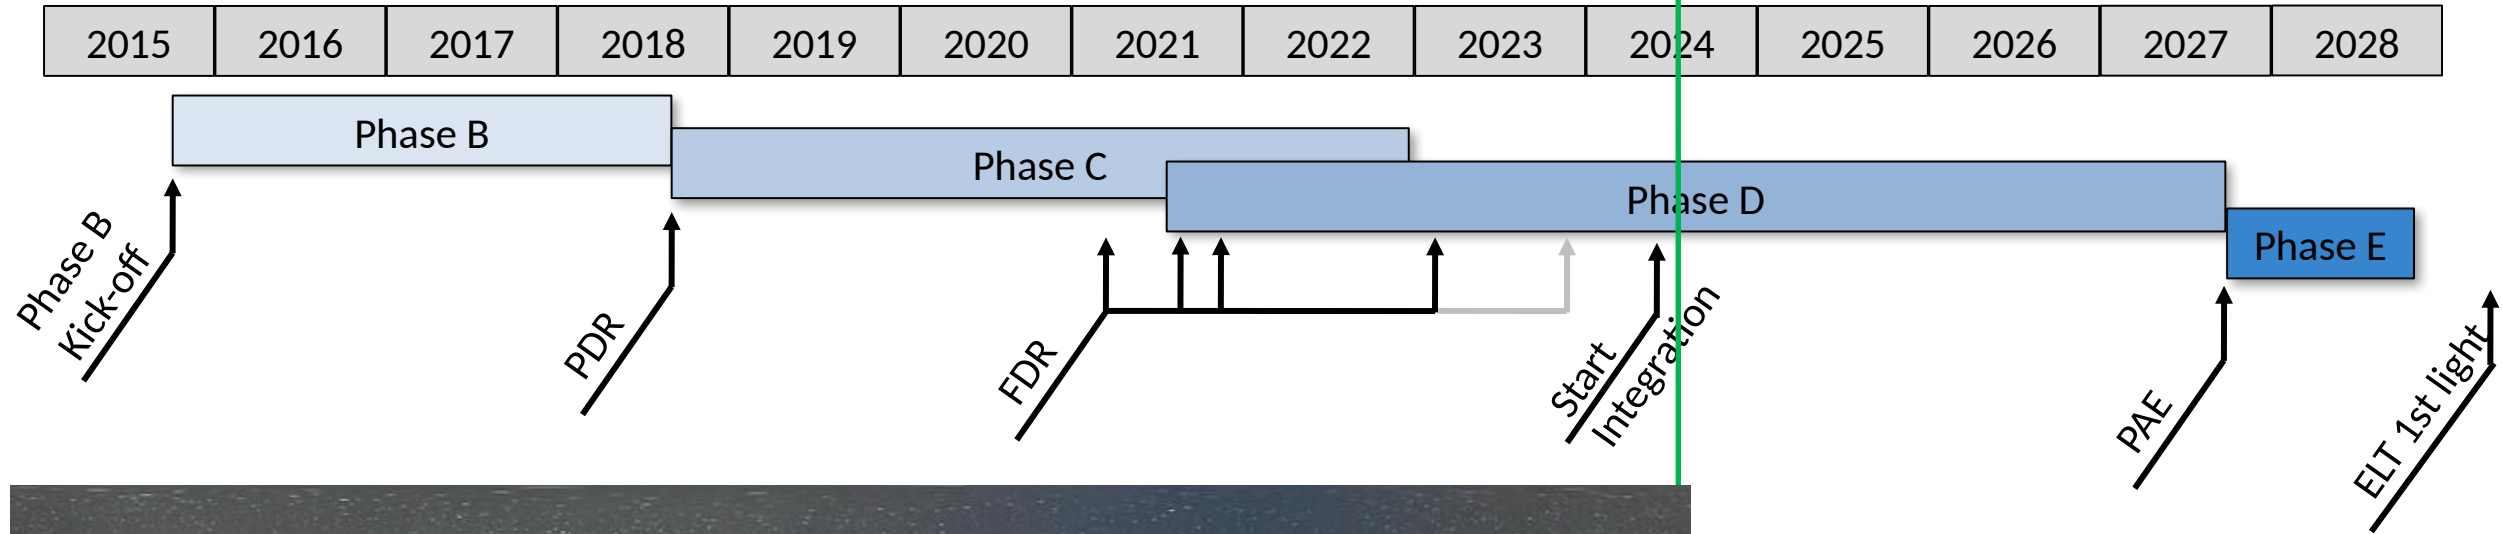 2015 2016 2017 2018 2019 2020 2021 2022 2023 2024 2025 2026 2027 2028
Phase B
Phase C
Phase D
Phase E
Phase B
Kick-off
PDR
FDR
Start
Integration
PAE
ELT 1st light